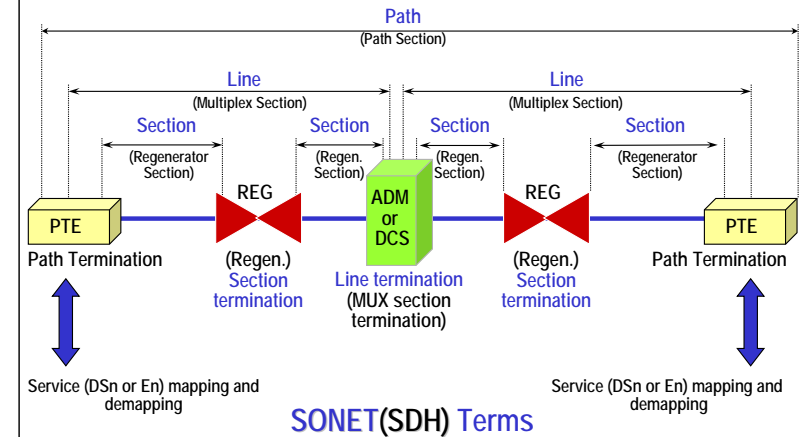 Path
(Path Section)
Line
Line
(Multiplex Section)
(Multiplex Section)
Section
Section
Section
Section
(Regenerator
Section)
(Regen.
Section)
(Regen.
Section)
(Regenerator
Section)
REG
REG
ADM
or
DCS
PTE
PTE
Path Termination
(Regen.)
Section
termination
Line termination
(MUX section
termination)
(Regen.)
Section
termination
Path Termination
Service (DSn or En) mapping and
demapping
Service (DSn or En) mapping and
demapping
SONET(SDH) Terms